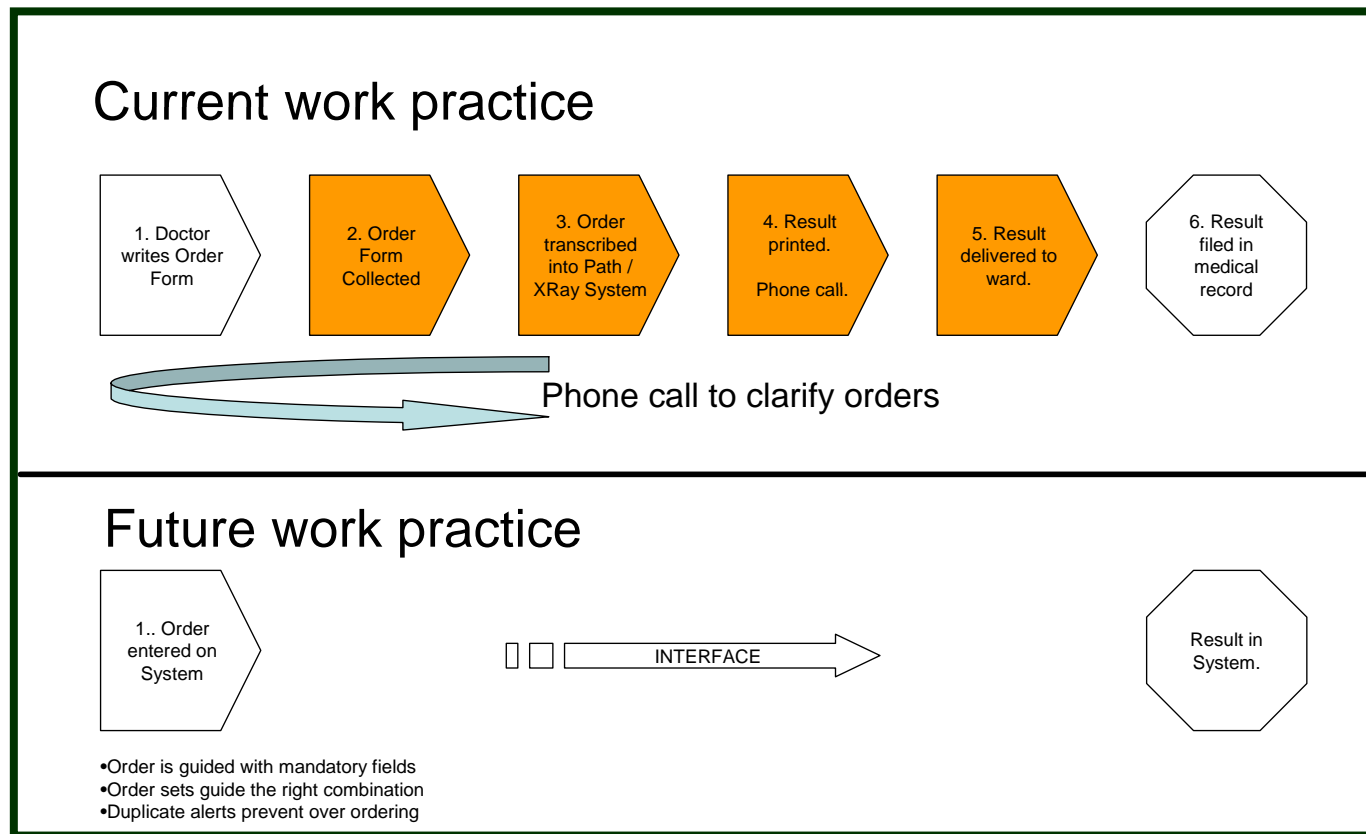 Current work practice
1. Doctor
writes Order
Form
2. Order
Form
Collected
3. Order
transcribed
into Path /
XRay System
4. Result
printed.
Phone call.
5. Result
delivered to
ward.
6. Result
filed in
medical
record
Phone call to clarify orders
Future work practice
1.. Order
entered on
System
INTERFACE
Result in
System.
•Order is guided with mandatory fields
•Order sets guide the right combination
•Duplicate alerts prevent over ordering